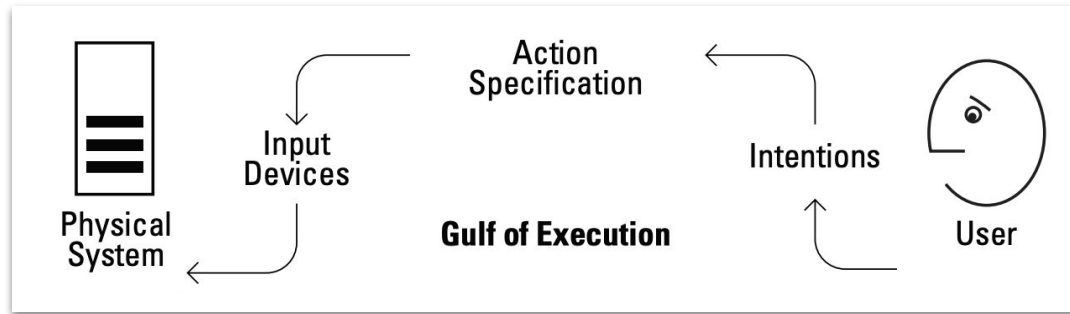 Action
Specification
Input
Devices
Intentions
Physical
System
Gulf of Execution
User